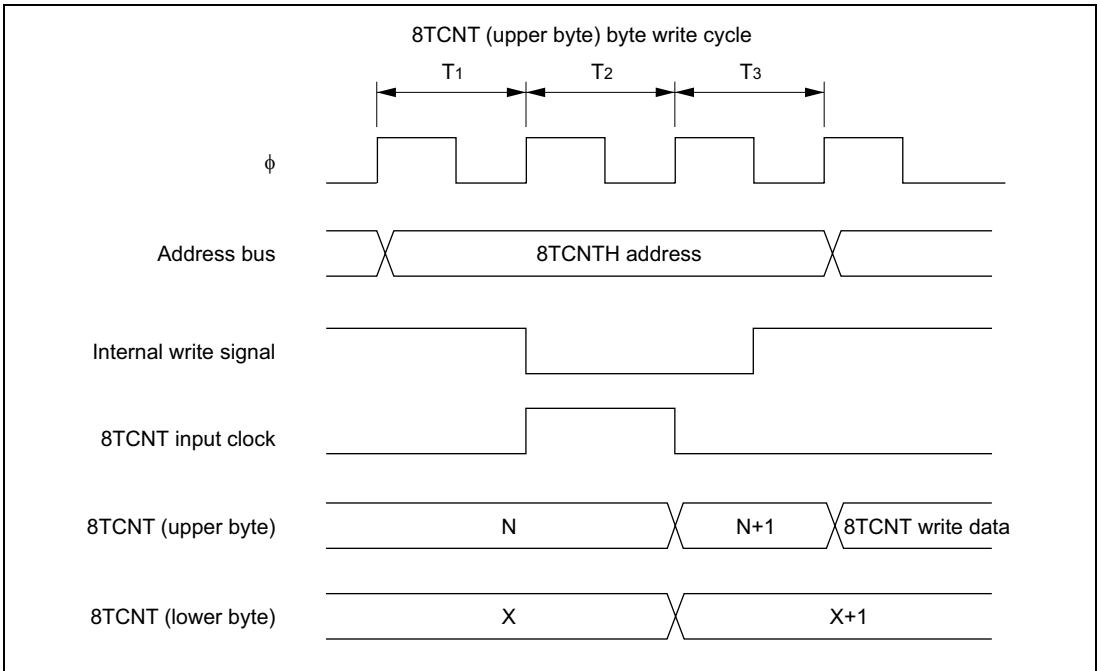 8TCNT (upper byte) byte write cycle
T1 T2 T3
ϕ
Address bus 8TCNTH address
Internal write signal
8TCNT input clock
8TCNT (upper byte) N N+1 8TCNT write data
8TCNT (lower byte) X X+1